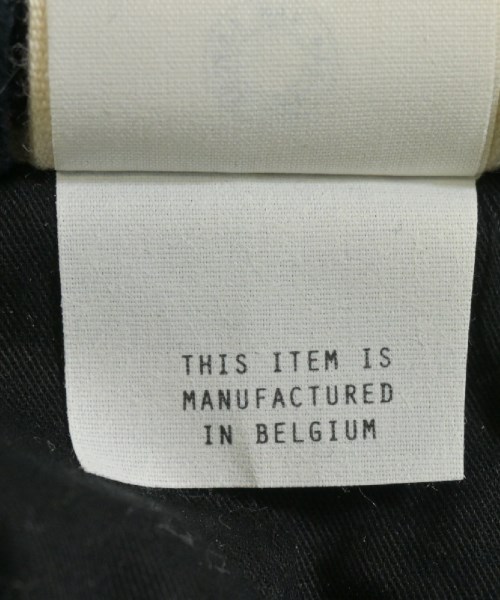 THIS ITEM IS
MANUFACTURED
IN BELGIUM